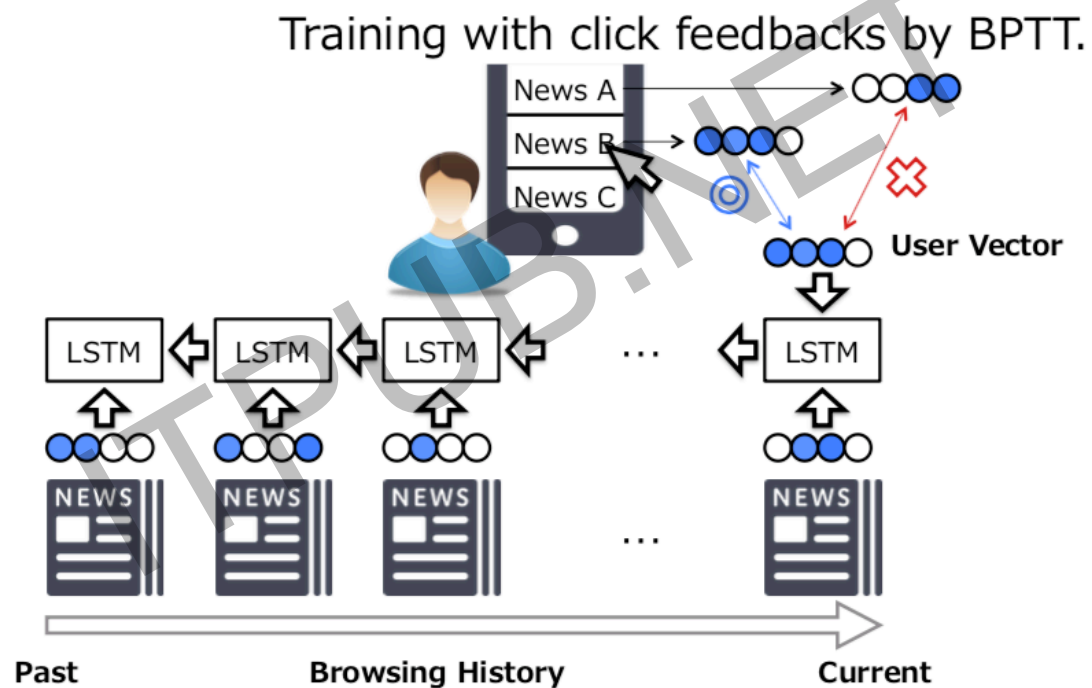 Training with click feedbacks by BPTT.
News A
News B
News C
User Vector
LSTM LSTM LSTM ... LSTM
NEWS NEWS NEWS ... NEWS
Past Browsing History Current
ITPUB.NET